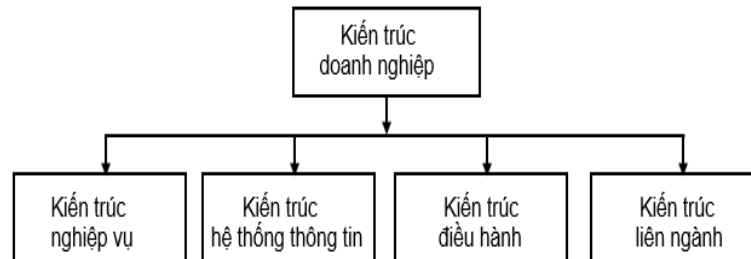 Kiến trúc
doanh nghiệp
Kiến trúc
nghiệp vụ
Kiến trúc
hệ thống thông tin
Kiến trúc
điều hành
Kiến trúc
liên ngành